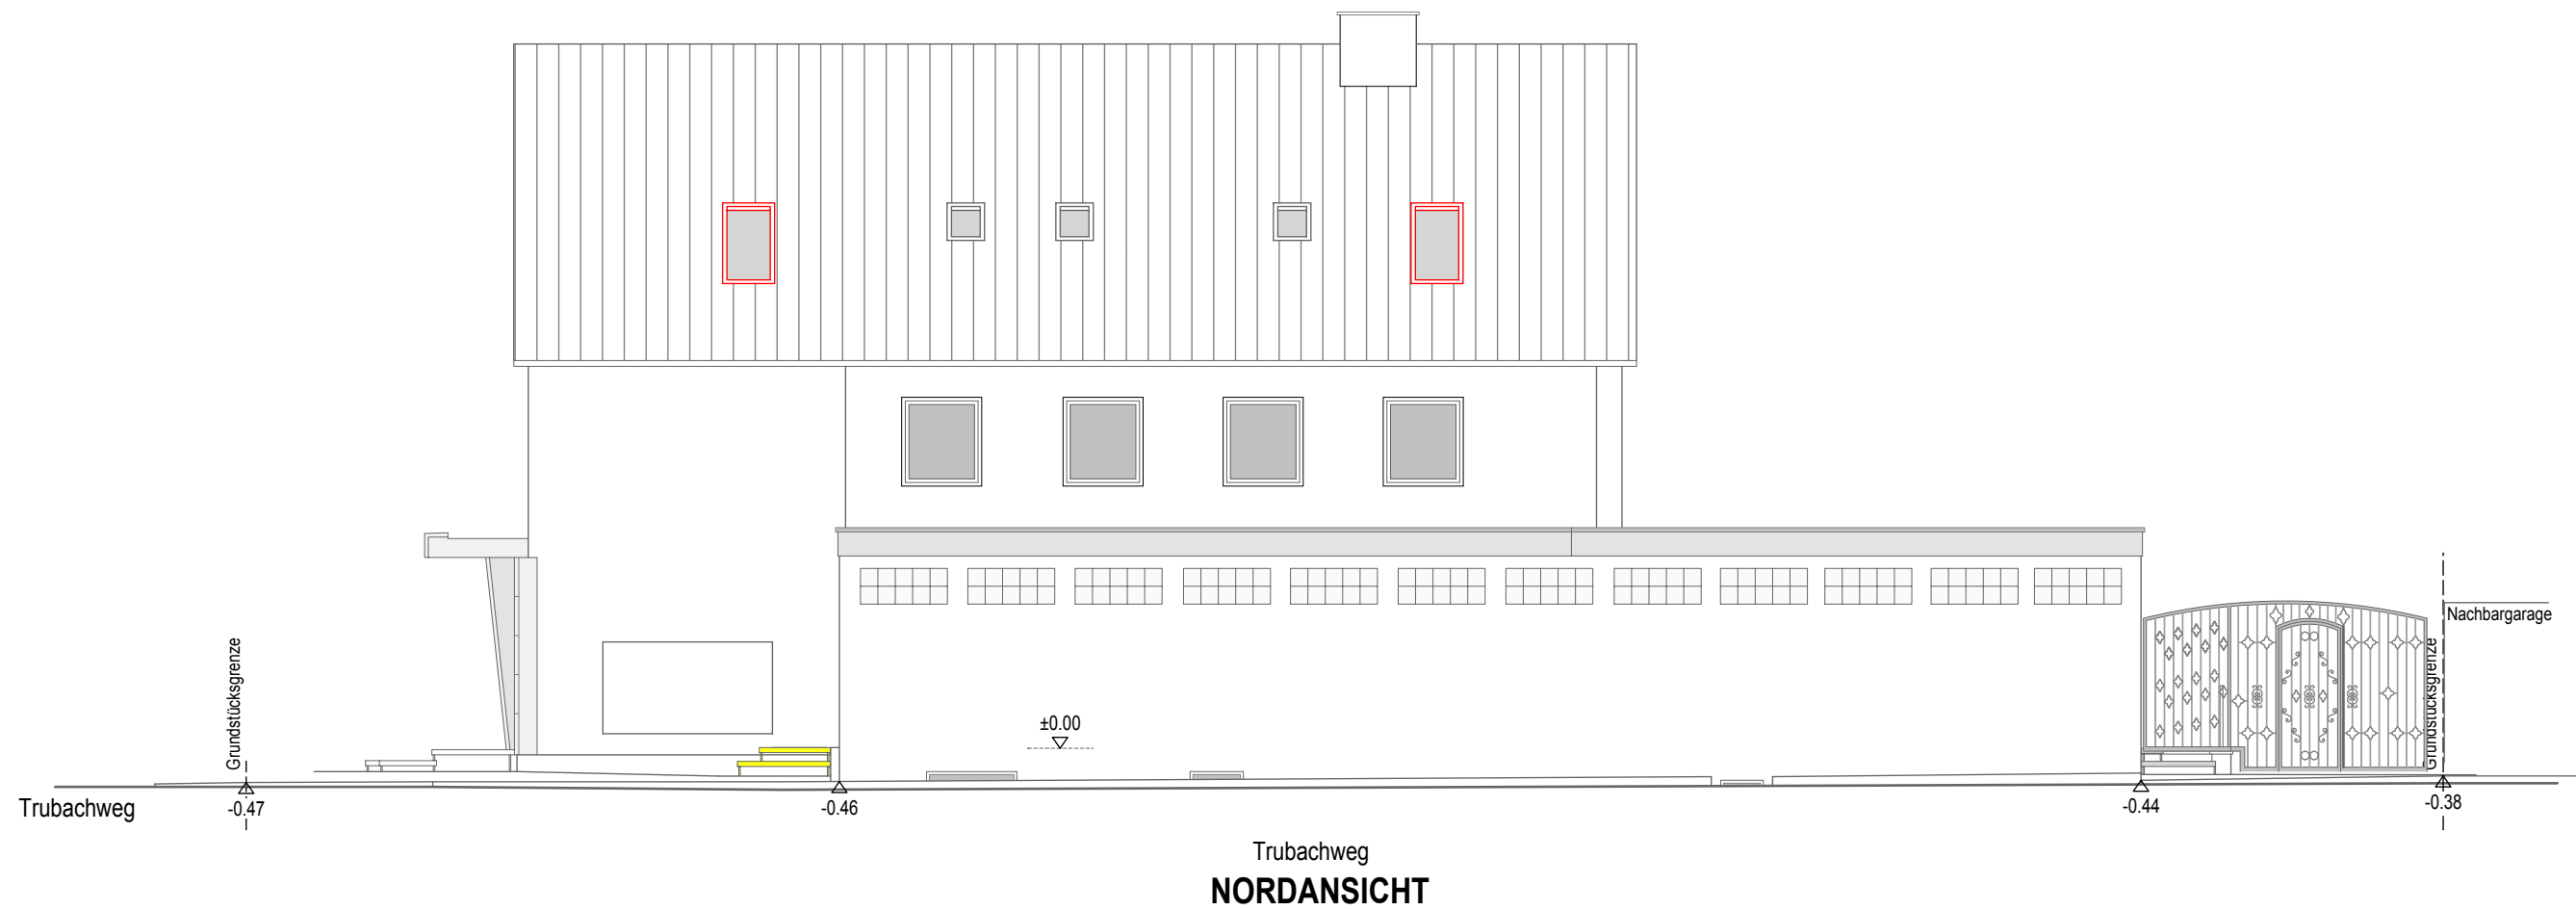 Nachbargarage
Grundstücksgrenze
Grundstücksgrenze
±0.00
Trubachweg
-0.47
-0.46
-0.44
-0.38
Trubachweg
NORDANSICHT